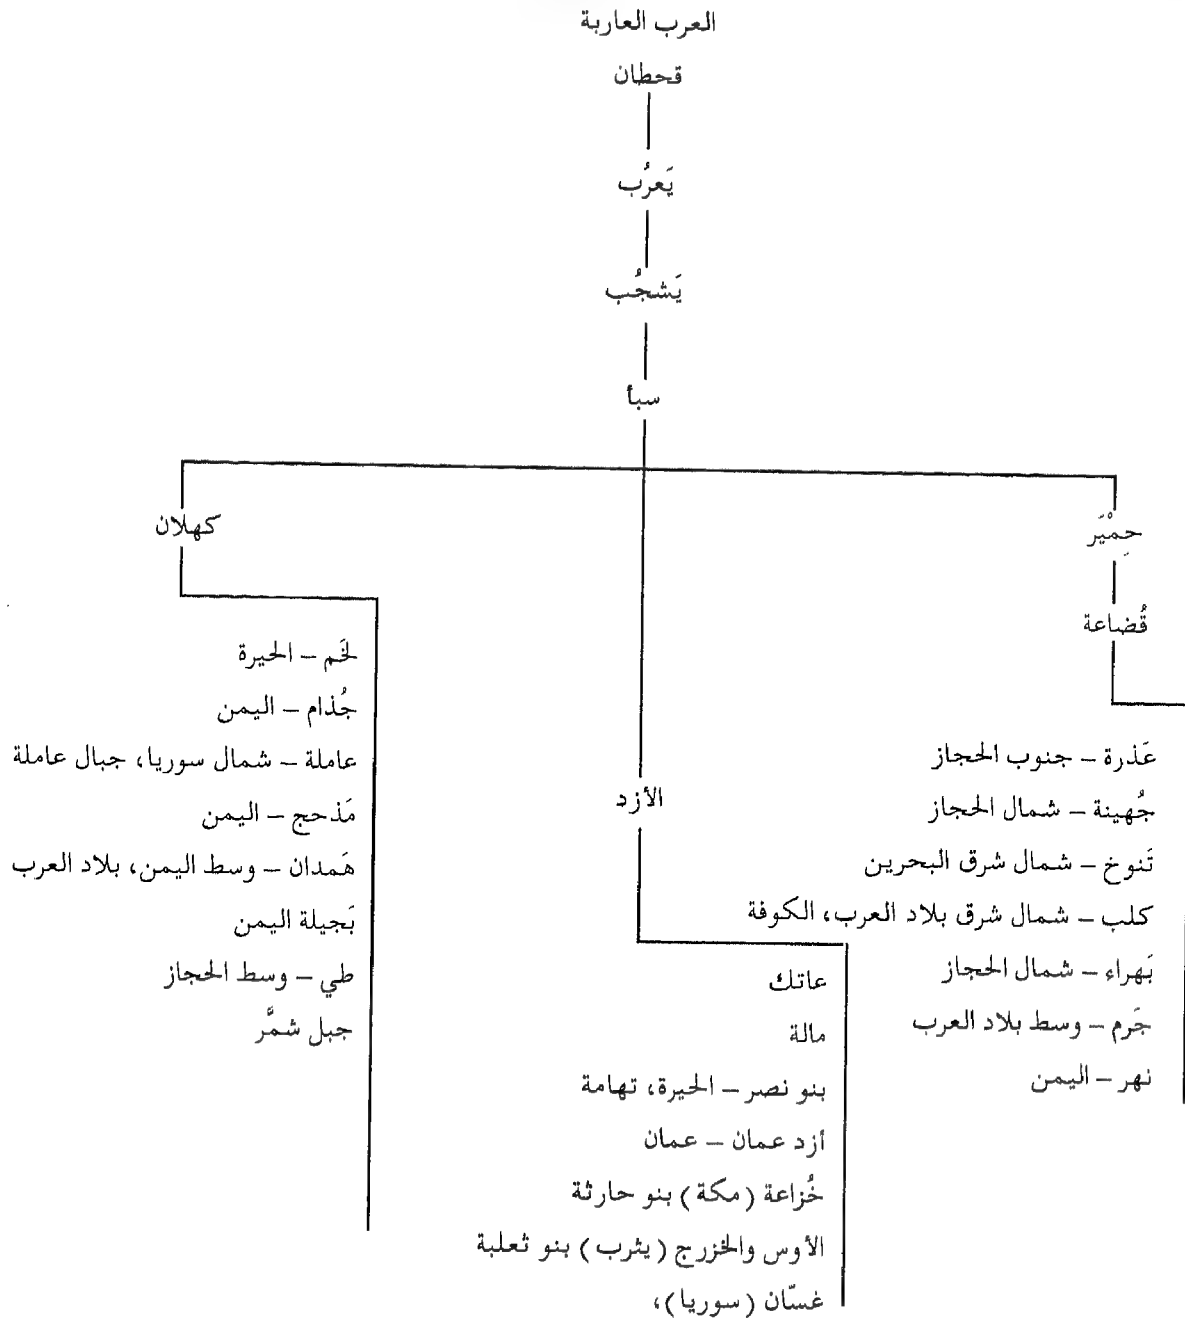 العرب العاربة
قحطان
يَعرُب
يَشجُب
سبأ
حِمْيَر
قُضاعة
عَذرة – جنوب الحجاز
جُهينة – شمال الحجاز
تَنوخ – شمال شرق البحرين
كلب – شمال شرق بلاد العرب، الكوفة
بَهراء – شمال الحجاز
جَرم – وسط بلاد العرب
نهر – اليمن
الأزد
عاتك
مالة
بنو نصر – الحيرة، تهامة
أزد عمان – عمان
خُزاعة (مكة) بنو حارثة
الأوس والخزرج (يثرب) بنو ثعلبة
غسّان (سوريا)،
كهلان
لخَم – الحيرة
جُذام – اليمن
عاملة – شمال سوريا، جبال عاملة
مَذحج – اليمن
هَمدان – وسط اليمن، بلاد العرب
بَجيلة اليمن
طي – وسط الحجاز
جبل شمَّر